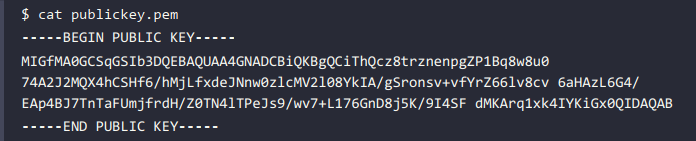 $ cat publickey.pem
-----BEGIN PUBLIC KEY-----
MIGfMA0GCSqGSIb3DQEBAQUAA4GNADCBiQKBgQCiThQcz8trznenpgZP1Bq8w8u0
74A2J2MQX4hCSHf6/hMjLfxdeJNnw0zlcMV2l08YkIA/gSronsv+vfYrZ66lv8cv 6aHAzL6G4/
EAp4BJ7TnTaFUmjfrdH/Z0TN4lTPeJs9/wv7+L176GnD8j5K/9I4SF dMKArq1xk4IYKiGx0QIDAQAB
-----END PUBLIC KEY-----